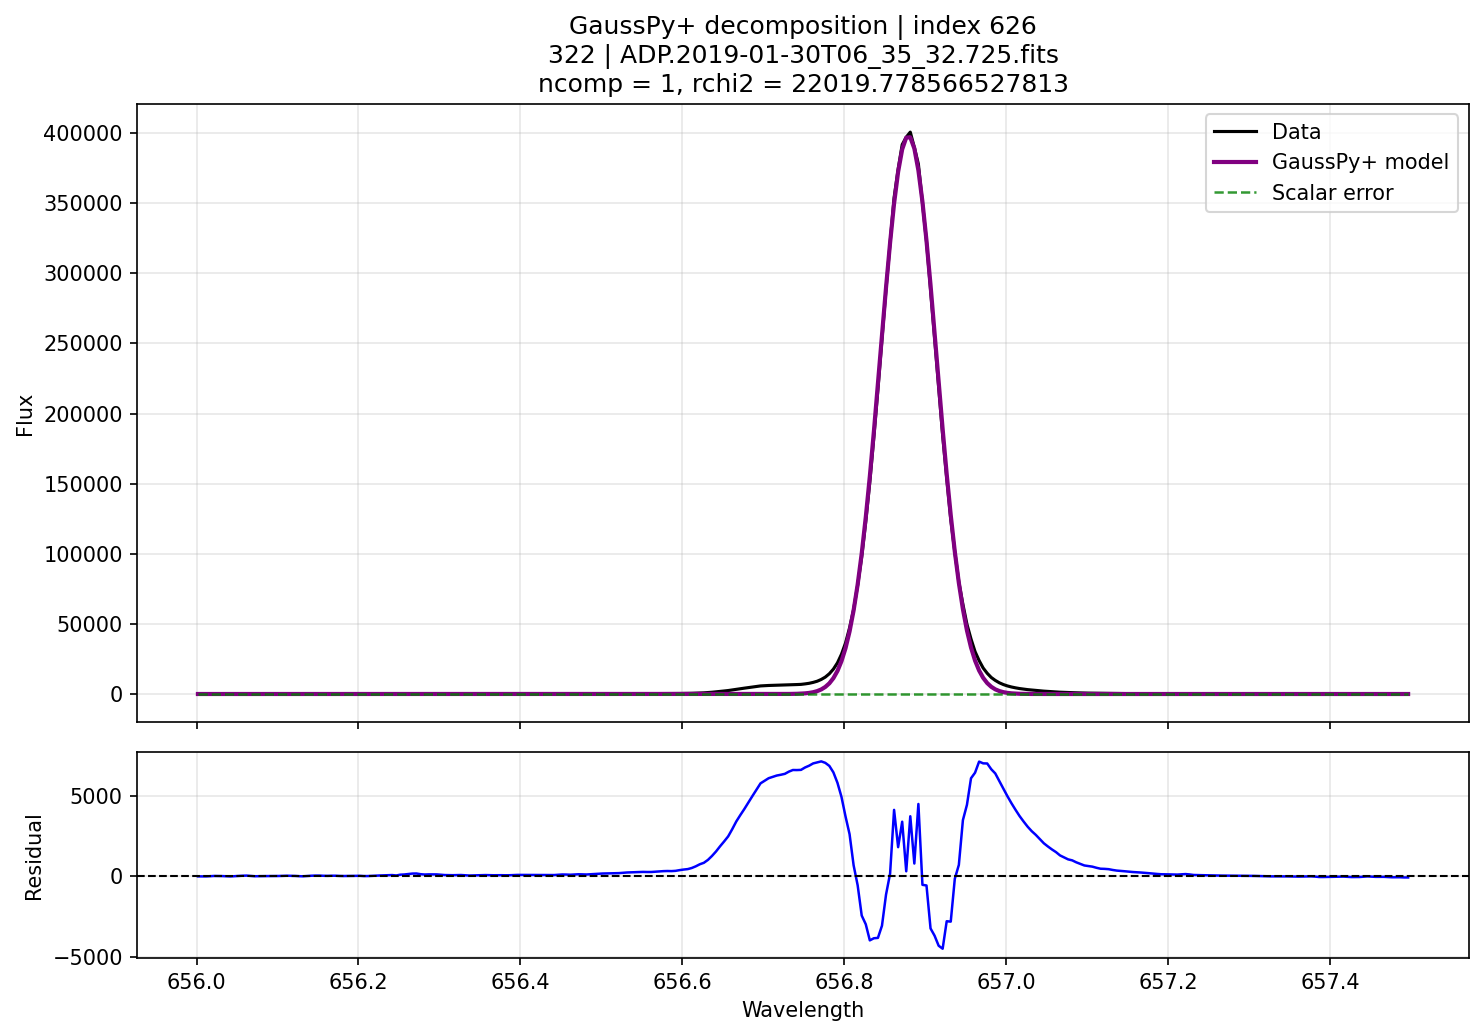 GaussPy+ decomposition | index 626
322 | ADP.2019-01-30T06_35_32.725.fits
ncomp = 1, rchi2 = 22019.778566527813
Data
GaussPy+ model
Scalar error
400000
350000
300000
250000
200000
150000
100000
50000
0
Flux
5000
0
−5000
Residual
656.0 656.2 656.4 656.6 656.8 657.0 657.2 657.4
Wavelength